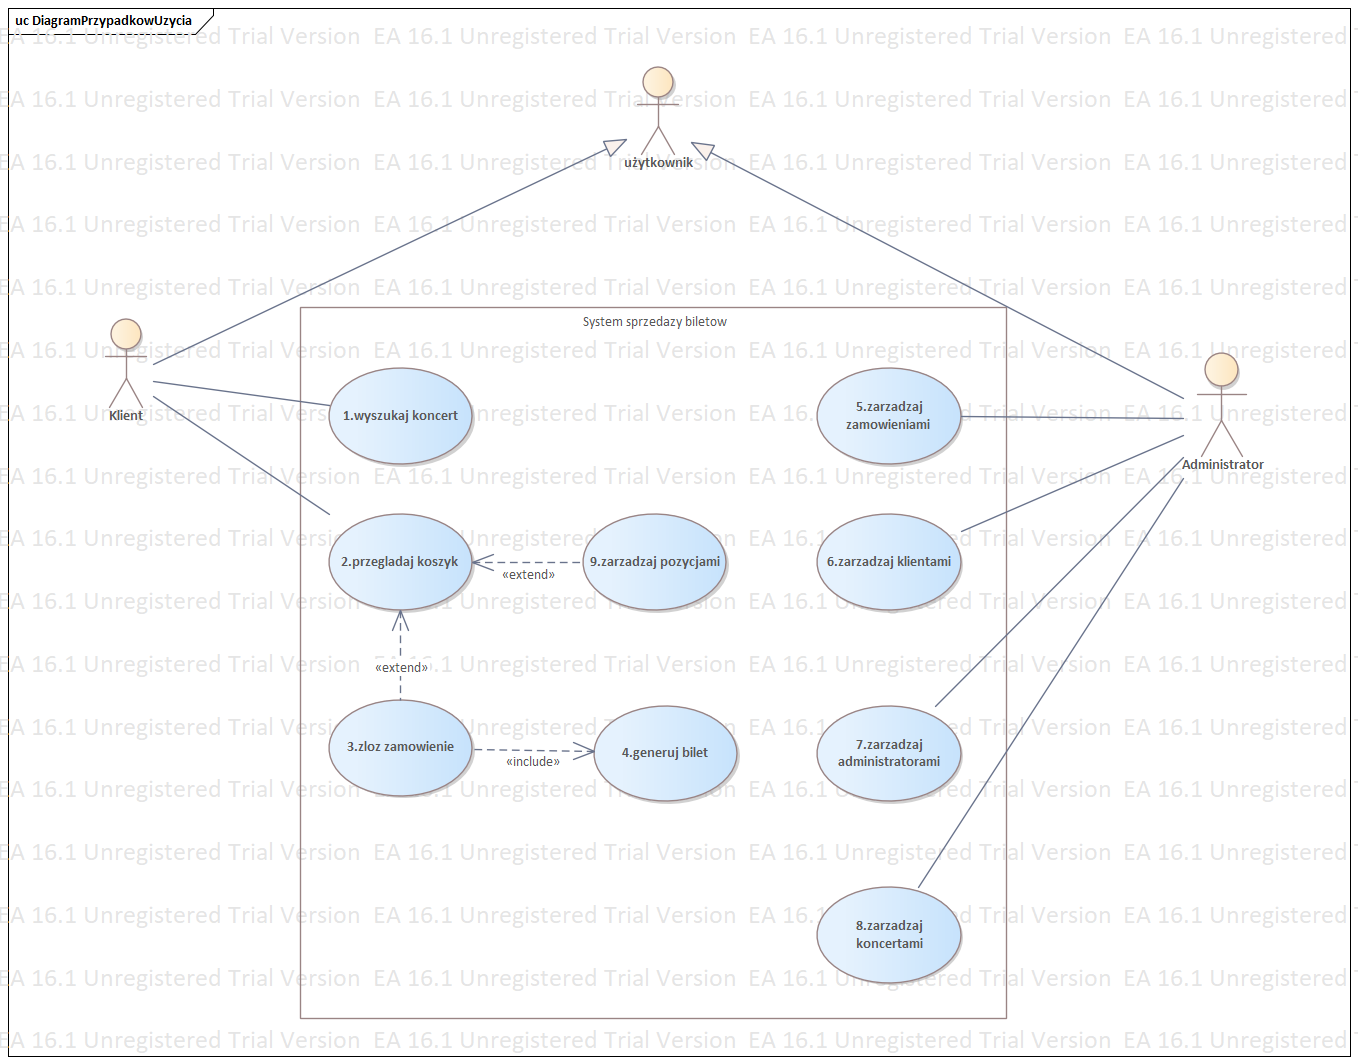 uc DiagramPrzypadkowUzycia
EA 16.1 Unregistered Trial Version EA 16.1 Unregistered Trial Version EA 16.1 Unregistered Trial Version EA 16.1 Unregistered
użytkownik
System sprzedazy biletow
Klient
1.wyszukaj koncert
5.zarzadzaj
zamowieniami
Administrator
2.przegladaj koszyk
«extend»
9.zarzadzaj pozycjami
6.zarzadzaj klientami
«extend»
3.zloz zamowienie
«include»
4.generuj bilet
7.zarzadzaj
administratorami
8.zarzadzaj
koncertami